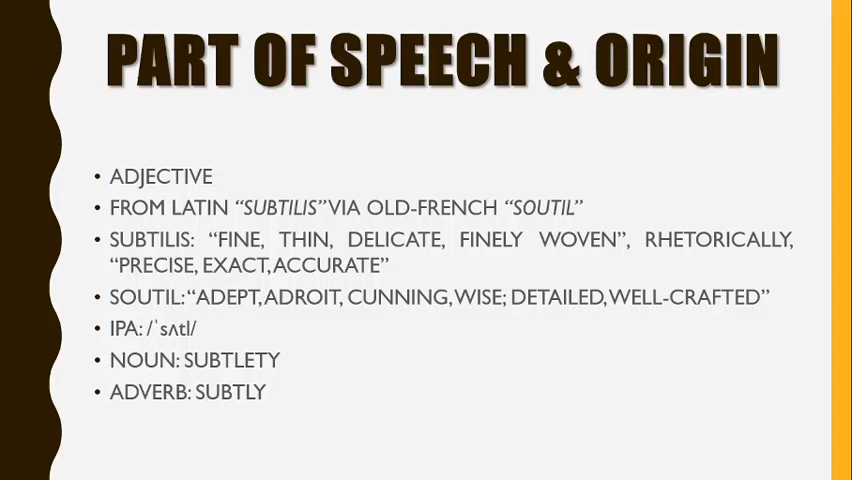 PART OF SPEECH & ORIGIN
• ADJECTIVE
• FROM LATIN “SUBTILIS” VIA OLD-FRENCH “SOUTIL”
• SUBTILIS: “FINE, THIN, DELICATE, FINELY WOVEN”, RHETORICALLY,
“PRECISE, EXACT, ACCURATE”
• SOUTIL: “ADEPT, ADROIT, CUNNING, WISE; DETAILED, WELL-CRAFTED”
• IPA: /ˈsʌtl/
• NOUN: SUBTLETY
• ADVERB: SUBTLY